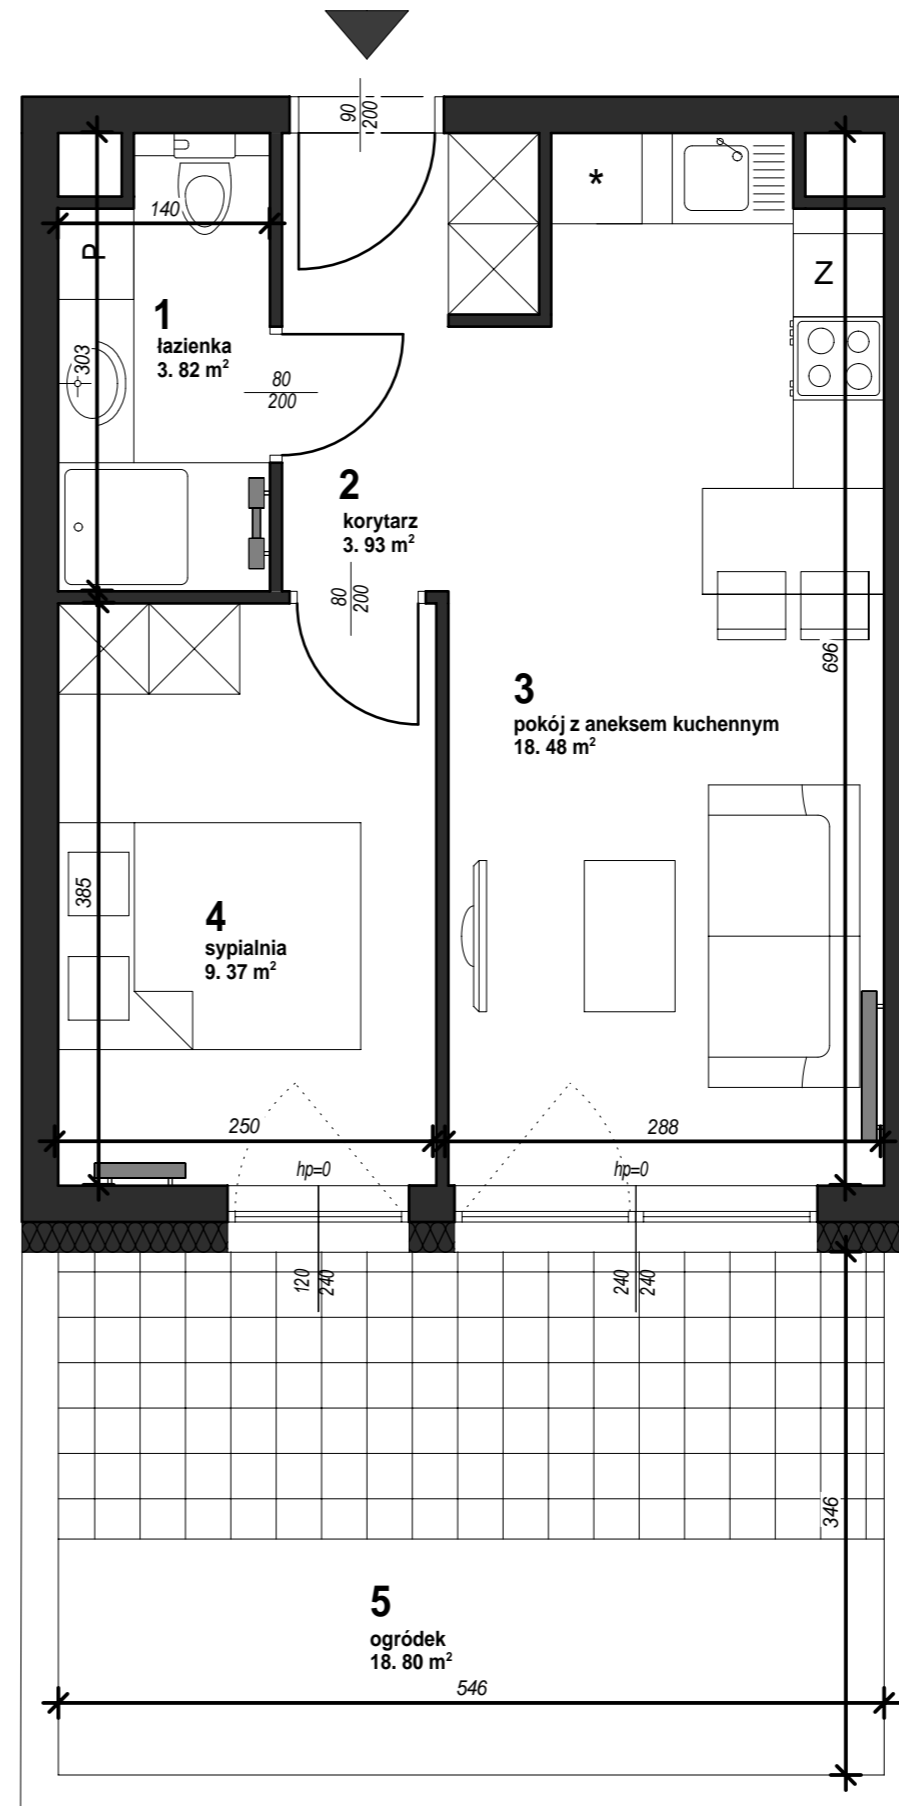 90
200
*
140
P
Z
1
łazienka
3. 82 m²
303
80
200
2
korytarz
3. 93 m²
80
200
696
3
pokój z aneksem kuchennym
18. 48 m²
385
4
sypialnia
9. 37 m²
250
288
hp=0
hp=0
120
240
240
240
346
5
ogródek
18. 80 m²
546